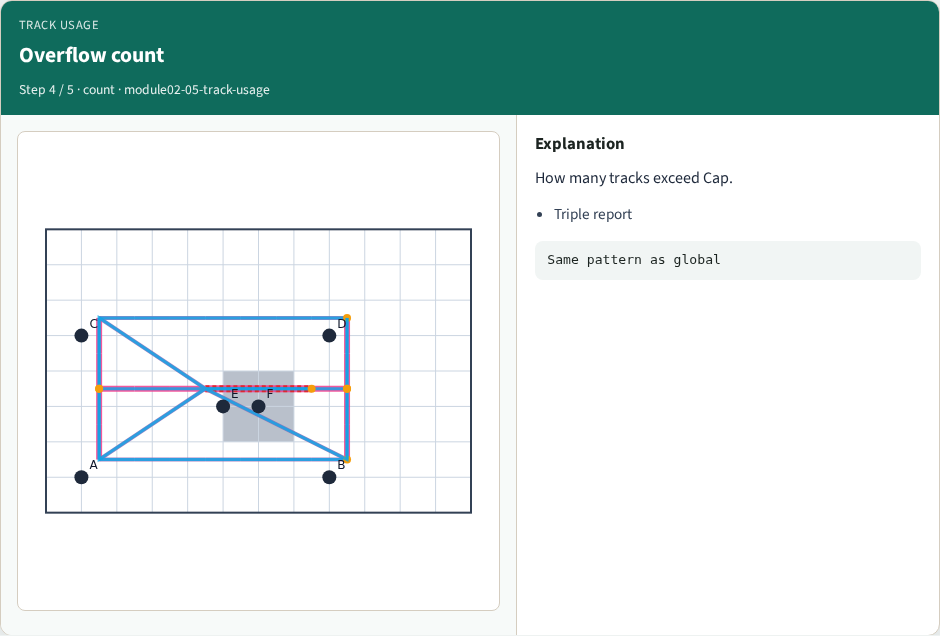 TRACK USAGE
Overflow count
Step 4 / 5 · count · module02-05-track-usage
C
D
E
F
A
B
Explanation
How many tracks exceed Cap.
• Triple report
Same pattern as global